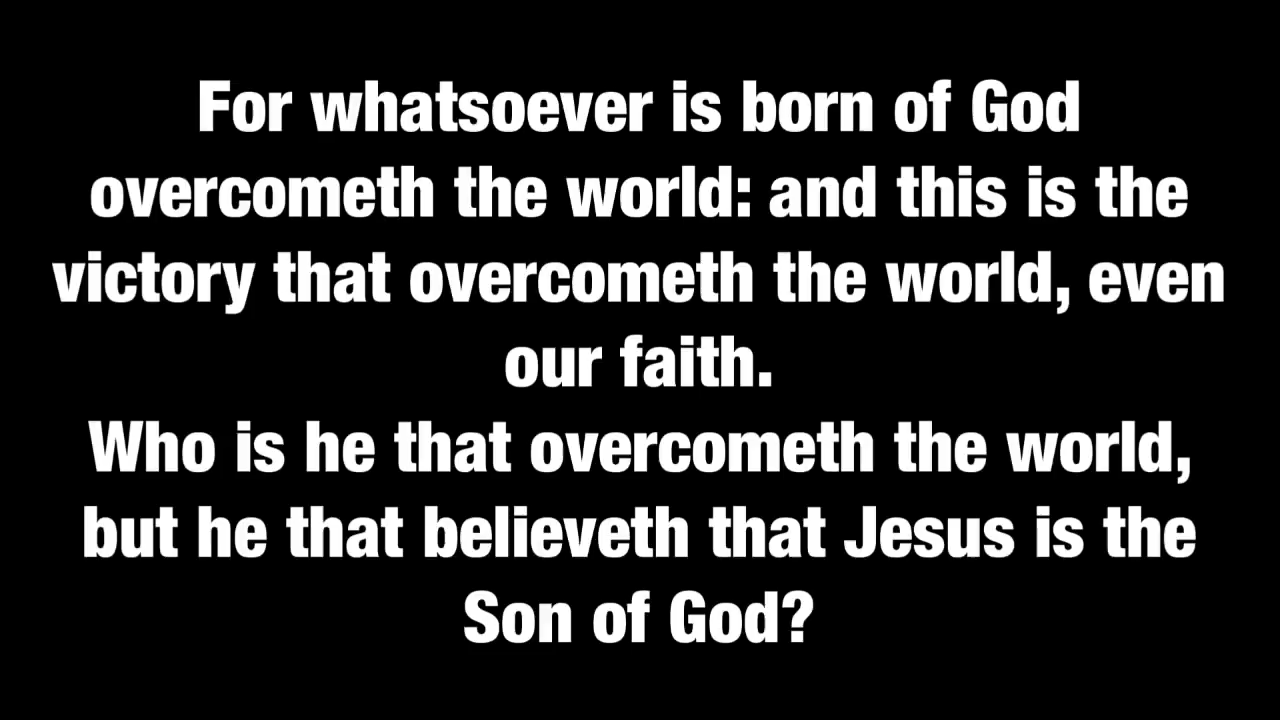 For whatsoever is born of God
overcometh the world: and this is the
victory that overcometh the world, even
our faith.
Who is he that overcometh the world,
but he that believeth that Jesus is the
Son of God?